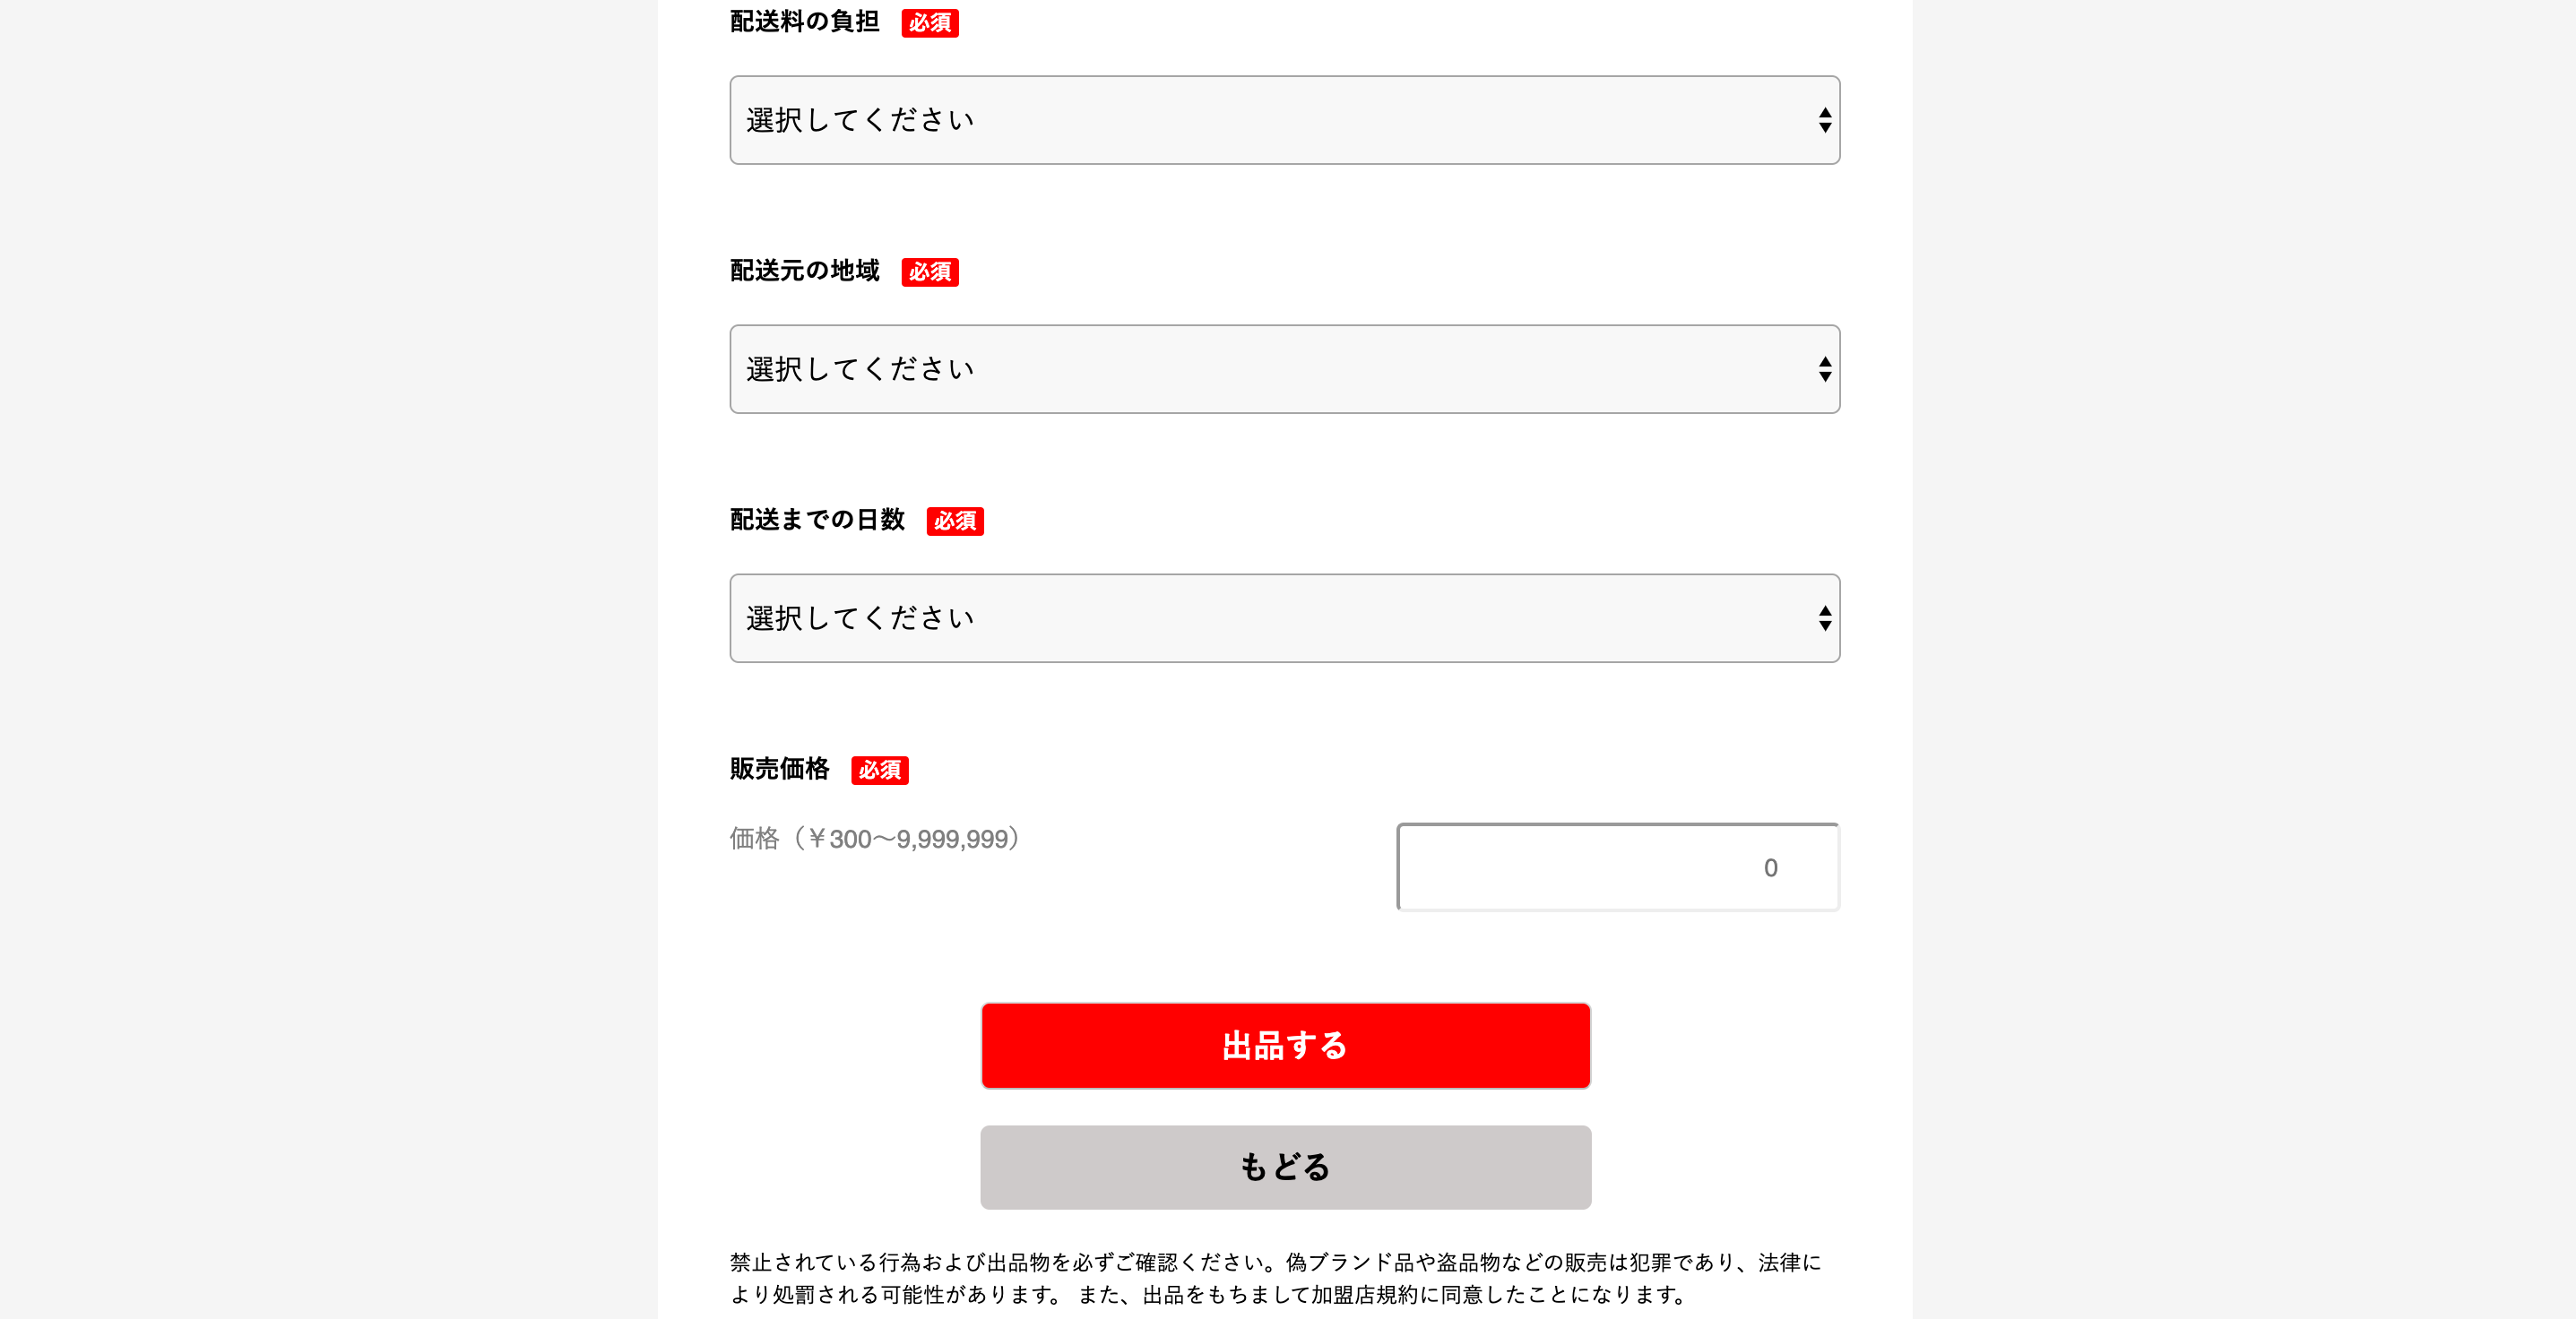 配送料の負担 必須
選択してください
配送元の地域 必須
選択してください
配送までの日数 必須
選択してください
販売価格 必須
価格（￥300〜9,999,999） 0
出品する
もどる
禁止されている行為および出品物を必ずご確認ください。偽ブランド品や盗品物などの販売は犯罪であり、法律に
より処罰される可能性があります。 また、出品をもちまして加盟店規約に同意したことになります。